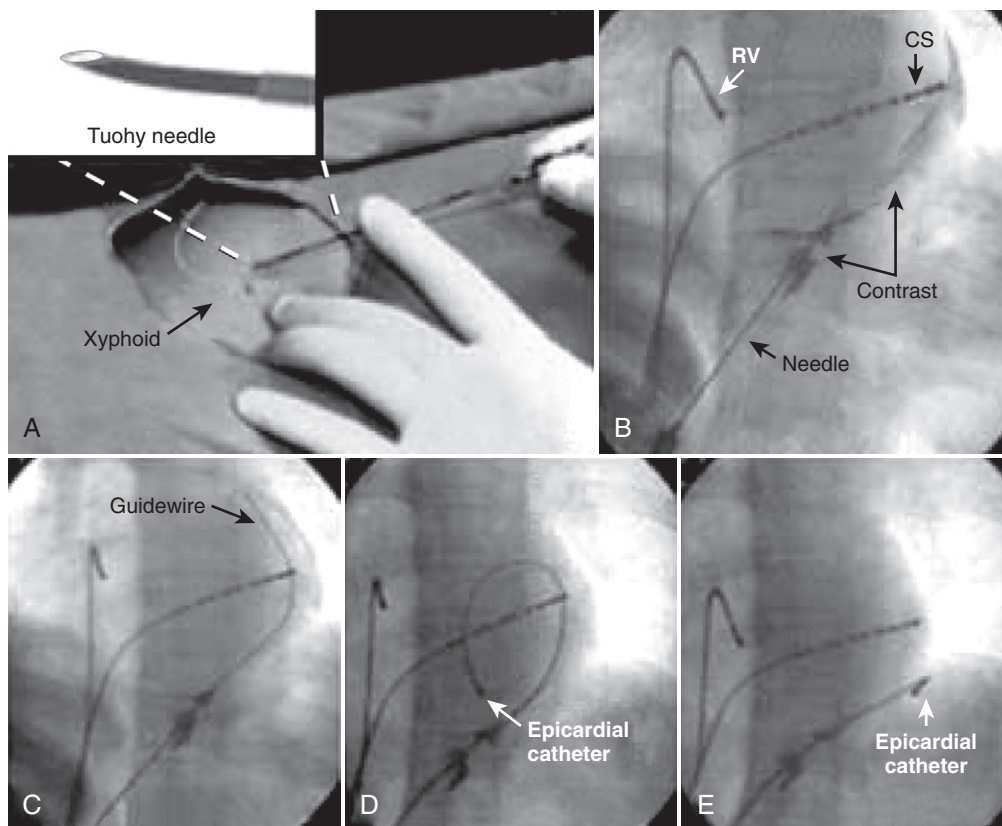 Tuohy needle
Xyphoid
A
RV
CS
Contrast
Needle
B
Guidewire
C
Epicardial
catheter
D
Epicardial
catheter
E